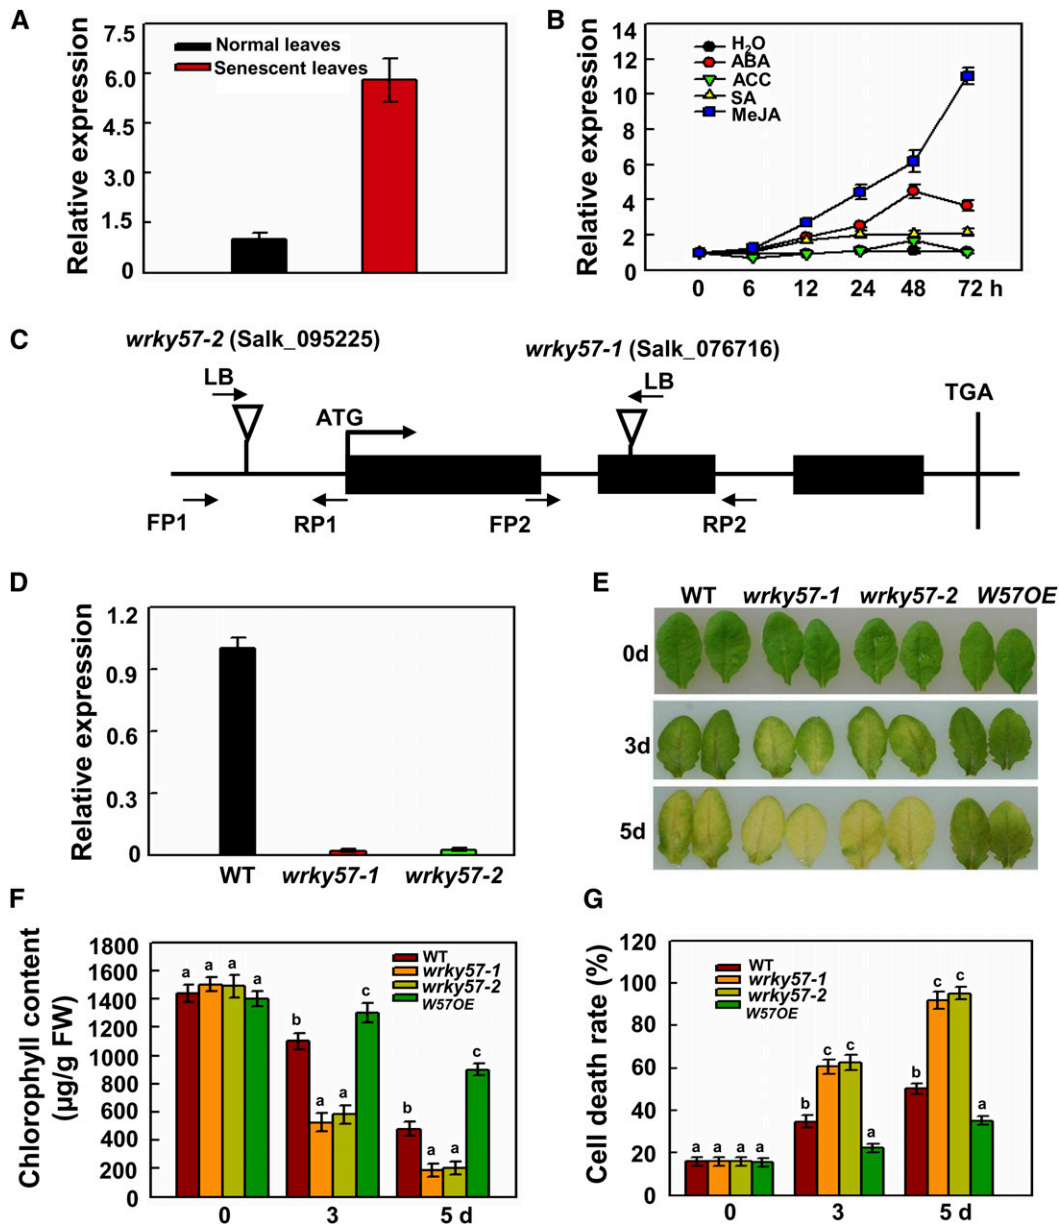 A
Relative expression
7.5
6.0
4.5
3.0
1.5
0
Normal leaves
Senescent leaves
B
Relative expression
14
12
10
8
6
4
2
0
H2O
ABA
ACC
SA
MeJA
0 6 12 24 48 72 h
C
wrky57-2 (Salk_095225)
wrky57-1 (Salk_076716)
LB
LB
ATG
TGA
FP1
RP1
FP2
RP2
D
Relative expression
1.2
0.9
0.6
0.3
0
WT wrky57-1 wrky57-2
E
WT wrky57-1 wrky57-2 W57OE
0d
3d
5d
F
Chlorophyll content
(µg/g FW)
1800
1600
1400
1200
1000
800
600
400
200
0
WT
wrky57-1
wrky57-2
W57OE
a a a a
b a a c
b a a c
0 3 5 d
G
Cell death rate (%)
120
100
80
60
40
20
0
WT
wrky57-1
wrky57-2
W57OE
a a a a
b c c a
b c c a
0 3 5 d